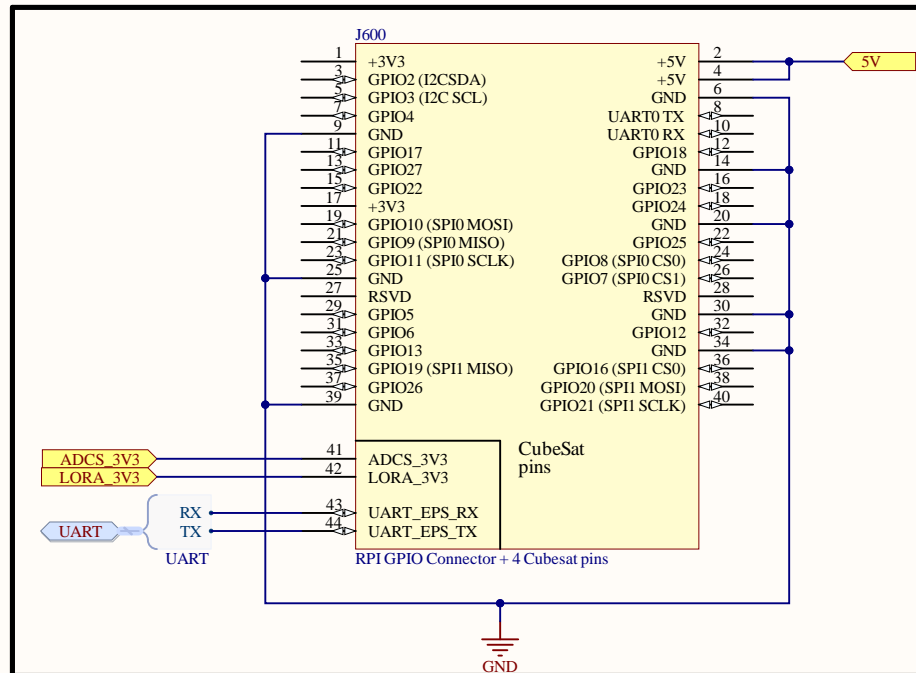 J600
1 +3V3 +5V 2
3 GPIO2 (I2CSDA) +5V 4
5 GPIO3 (I2C SCL) GND 6
7 GPIO4 UART0 TX 8
9 GND UART0 RX 10
11 GPIO17 GPIO18 12
13 GPIO27 GND 14
15 GPIO22 GPIO23 16
17 +3V3 GPIO24 18
19 GPIO10 (SPI0 MOSI) GND 20
21 GPIO9 (SPI0 MISO) GPIO25 22
23 GPIO11 (SPI0 SCLK) GPIO8 (SPI0 CS0) 24
25 GND GPIO7 (SPI0 CS1) 26
27 RSVD RSVD 28
29 GPIO5 GND 30
31 GPIO6 GPIO12 32
33 GPIO13 GND 34
35 GPIO19 (SPI1 MISO) GPIO16 (SPI1 CS0) 36
37 GPIO26 GPIO20 (SPI1 MOSI) 38
39 GND GPIO21 (SPI1 SCLK) 40
5V
CubeSat
pins
ADCS_3V3 41 ADCS_3V3
LORA_3V3 42 LORA_3V3
RX 43 UART_EPS_RX
UART TX 44 UART_EPS_TX
UART
RPI GPIO Connector + 4 Cubesat pins
GND